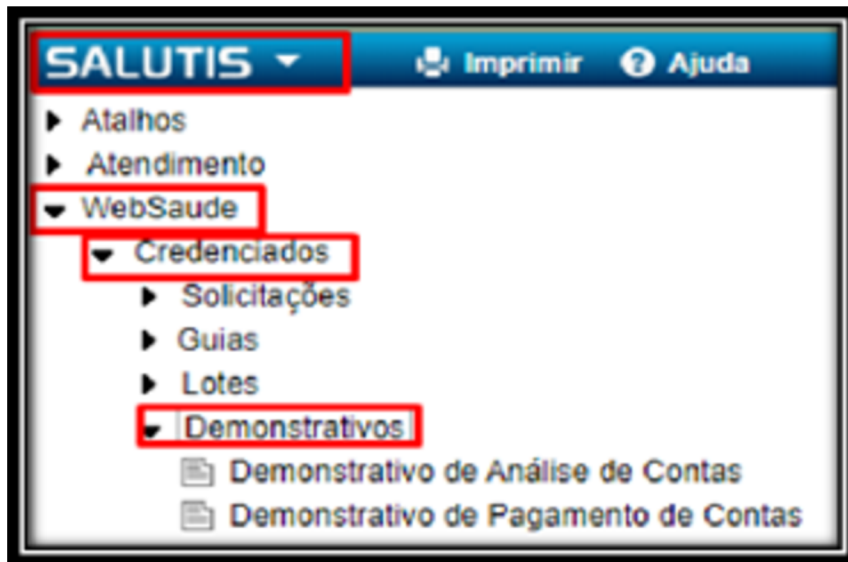 SALUTIS Imprimir Ajuda
Atalhos
Atendimento
WebSaude
Credenciados
Solicitações
Guias
Lotes
Demonstrativos
Demonstrativo de Análise de Contas
Demonstrativo de Pagamento de Contas